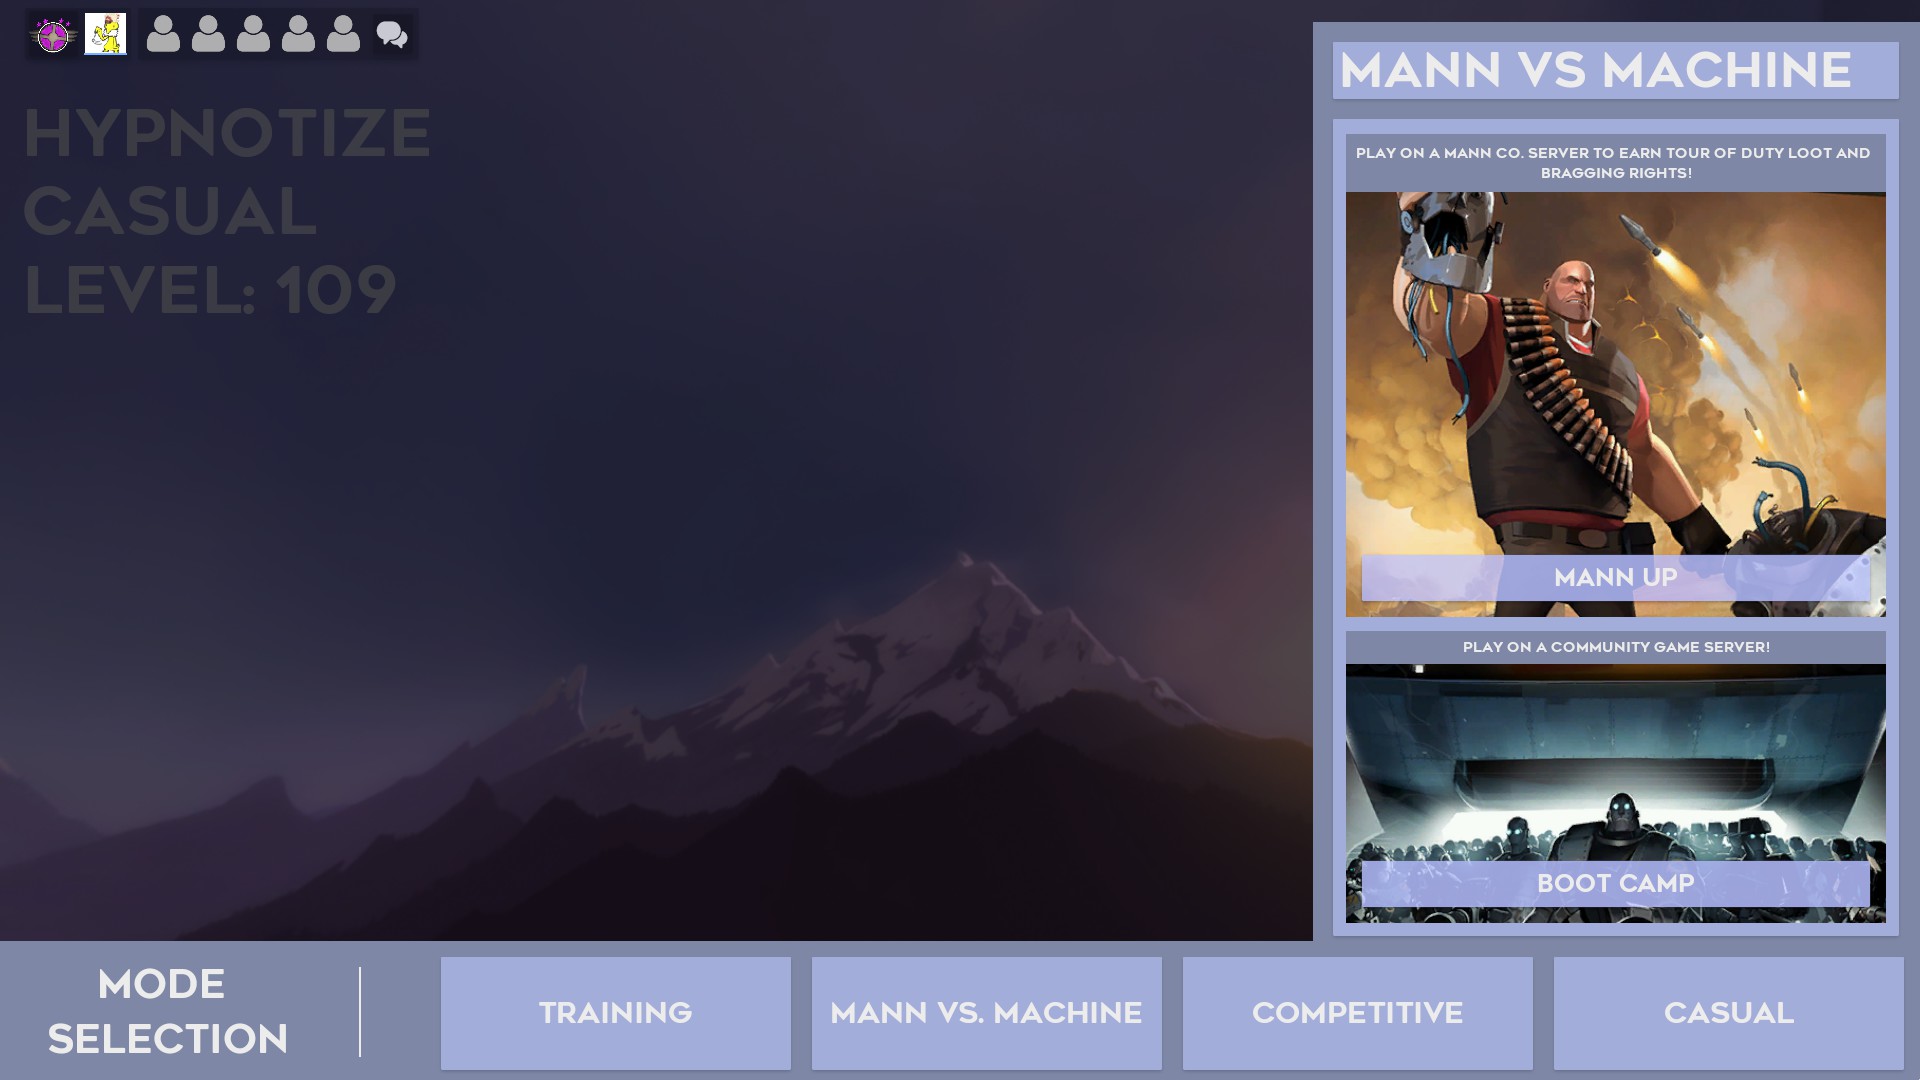 HYPNOTIZE
CASUAL
LEVEL: 109
MANN VS MACHINE
PLAY ON A MANN CO. SERVER TO EARN TOUR OF DUTY LOOT AND
BRAGGING RIGHTS!
MANN UP
PLAY ON A COMMUNITY GAME SERVER!
BOOT CAMP
MODE
SELECTION
TRAINING
MANN VS. MACHINE
COMPETITIVE
CASUAL